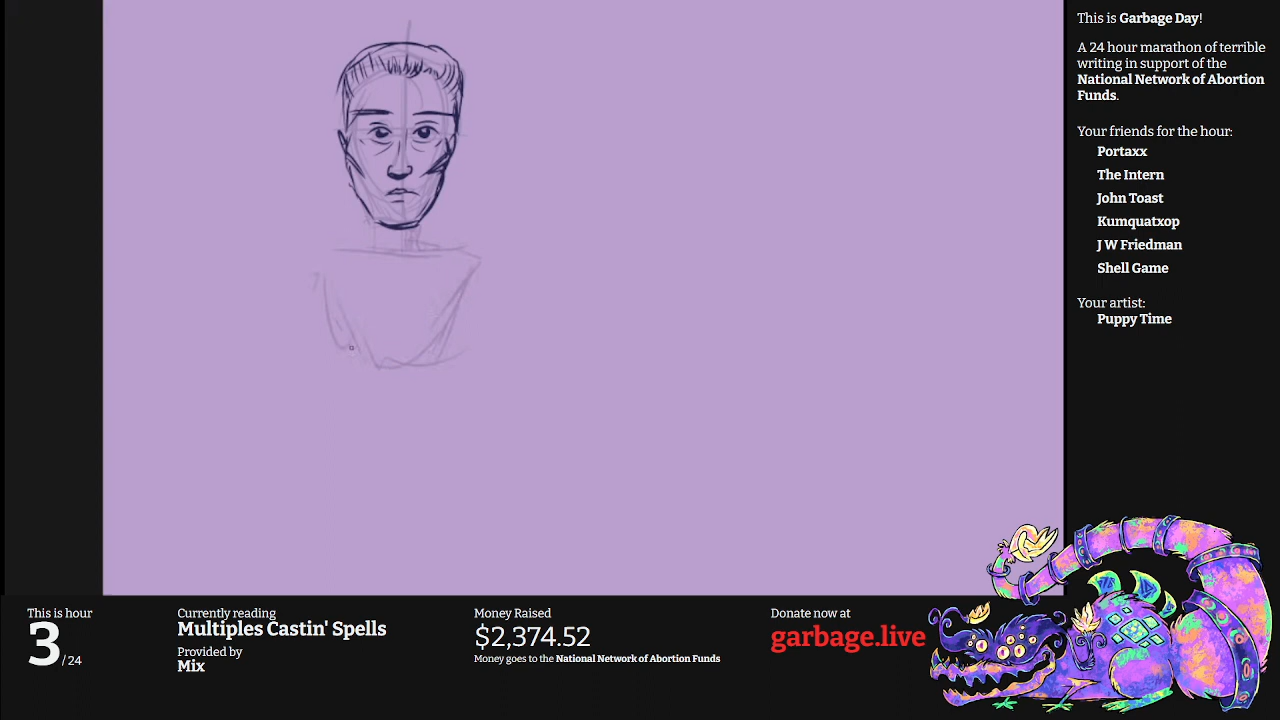 This is Garbage Day!
A 24 hour marathon of terrible
writing in support of the
National Network of Abortion
Funds.
Your friends for the hour:
Portaxx
The Intern
John Toast
Kumquatxop
J W Friedman
Shell Game
Your artist:
Puppy Time
This is hour
3/24
Currently reading
Multiples Castin' Spells
Provided by
Mix
Money Raised
$2,374.52
Money goes to the National Network of Abortion Funds
Donate now at
garbage.live